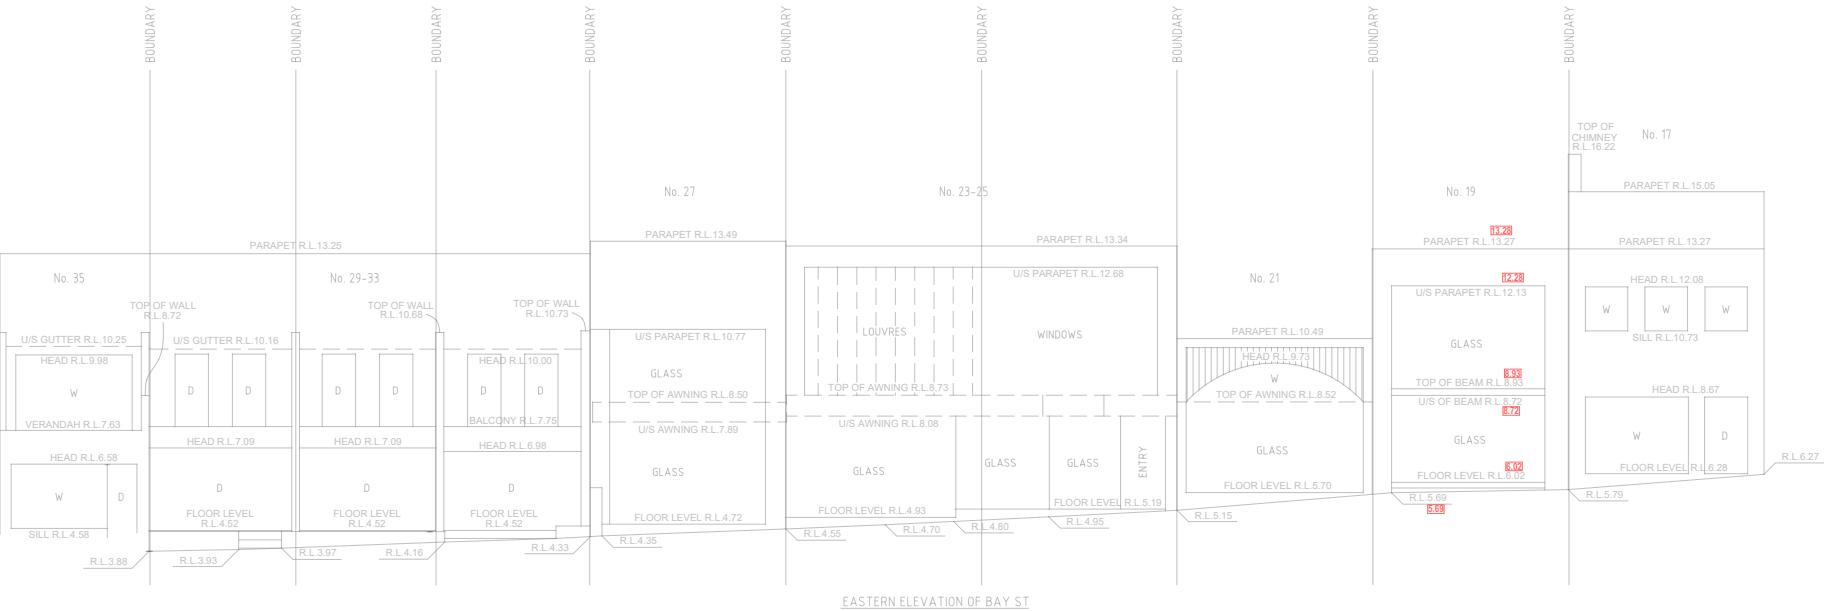 BOUNDARY
BOUNDARY
BOUNDARY
BOUNDARY
BOUNDARY
BOUNDARY
BOUNDARY
BOUNDARY
BOUNDARY
TOP OF
CHIMNEY
R.L.16.22
No. 17
No. 27
No. 23-25
No. 19
PARAPET R.L.15.05
PARAPET R.L.13.25
PARAPET R.L.13.49
PARAPET R.L.13.34
13.28
PARAPET R.L.13.27
PARAPET R.L.13.27
No. 35
No. 29-33
U/S PARAPET R.L.12.68
No. 21
12.28
U/S PARAPET R.L.12.13
HEAD R.L.12.08
TOP OF WALL
R.L.8.72
TOP OF WALL
R.L.10.68
TOP OF WALL
R.L.10.73
W
W
W
U/S GUTTER R.L.10.25
U/S GUTTER R.L.10.16
U/S PARAPET R.L.10.77
LOUVRES
WINDOWS
PARAPET R.L.10.49
GLASS
SILL R.L.10.73
HEAD R.L.9.98
HEAD R.L.10.00
HEAD R.L.9.73
GLASS
W
8.93
TOP OF BEAM R.L.8.93
W
D
D
D
D
D
D
TOP OF AWNING R.L.8.50
TOP OF AWNING R.L.8.73
TOP OF AWNING R.L.8.52
U/S OF BEAM R.L.8.72
8.72
HEAD R.L.8.67
VERANDAH R.L.7.63
BALCONY R.L.7.75
U/S AWNING R.L.7.89
U/S AWNING R.L.8.08
HEAD R.L.7.09
HEAD R.L.7.09
HEAD R.L.6.98
GLASS
GLASS
W
D
HEAD R.L.6.58
GLASS
GLASS
GLASS
GLASS
ENTRY
6.02
FLOOR LEVEL R.L.6.02
FLOOR LEVEL R.L.6.28
R.L.6.27
W
D
D
D
D
FLOOR LEVEL R.L.5.70
R.L.5.69
5.69
R.L.5.79
FLOOR LEVEL
R.L.4.52
FLOOR LEVEL
R.L.4.52
FLOOR LEVEL
R.L.4.52
FLOOR LEVEL R.L.4.72
FLOOR LEVEL R.L.4.93
FLOOR LEVEL R.L.5.19
R.L.5.15
SILL R.L.4.58
R.L.3.88
R.L.3.93
R.L.3.97
R.L.4.16
R.L.4.33
R.L.4.35
R.L.4.55
R.L.4.70
R.L.4.80
R.L.4.95
EASTERN ELEVATION OF BAY ST